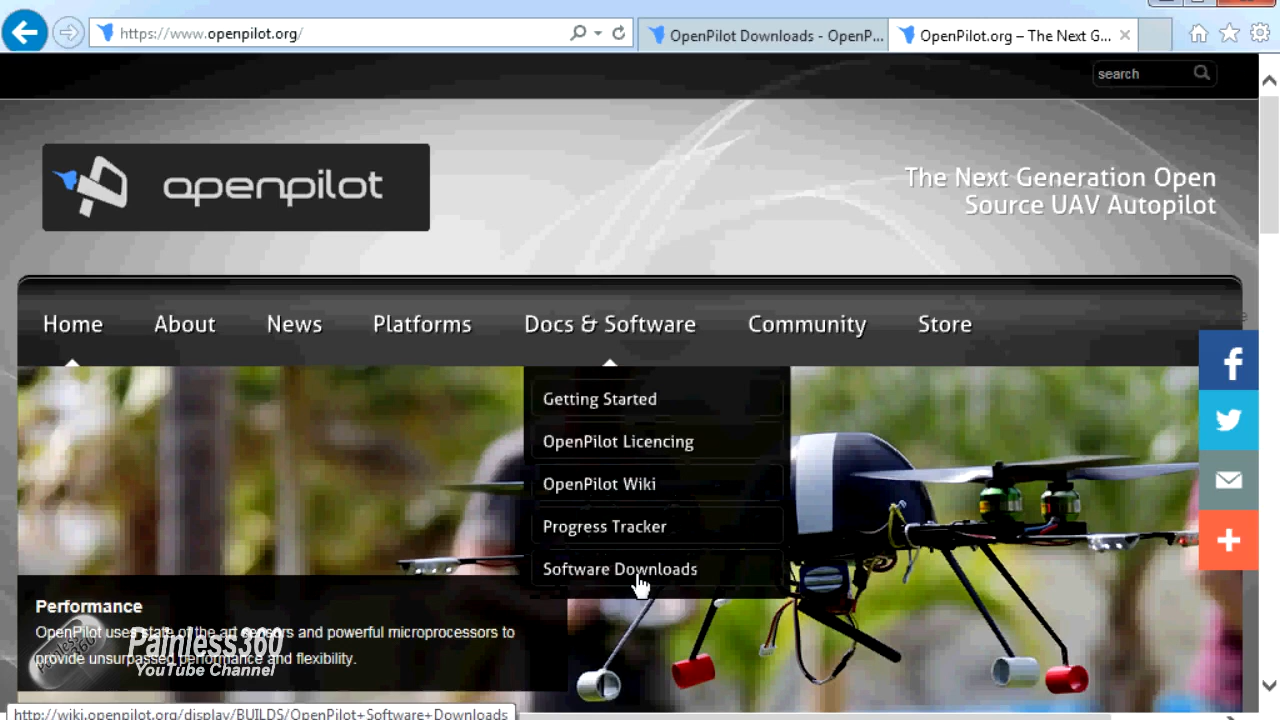 https://www.openpilot.org/
OpenPilot Downloads - OpenP...
OpenPilot.org – The Next G...
search
openpilot
The Next Generation Open
Source UAV Autopilot
Home
About
News
Platforms
Docs & Software
Community
Store
Getting Started
OpenPilot Licencing
OpenPilot Wiki
Progress Tracker
Software Downloads
Performance
OpenPilot uses state of the art sensors and powerful microprocessors to
provide unsurpassed performance and flexibility.
Painless360
YouTube Channel
http://wiki.openpilot.org/display/BUILDS/OpenPilot+Software+Downloads